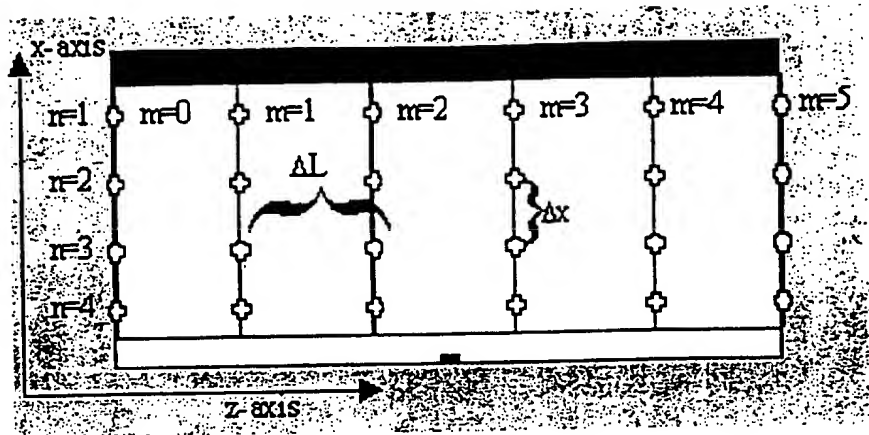 x-axis
n=1 m=0 m=1 m=2 m=3 m=4 m=5
n=2
ΔL
Δx
n=3
n=4
z-axis